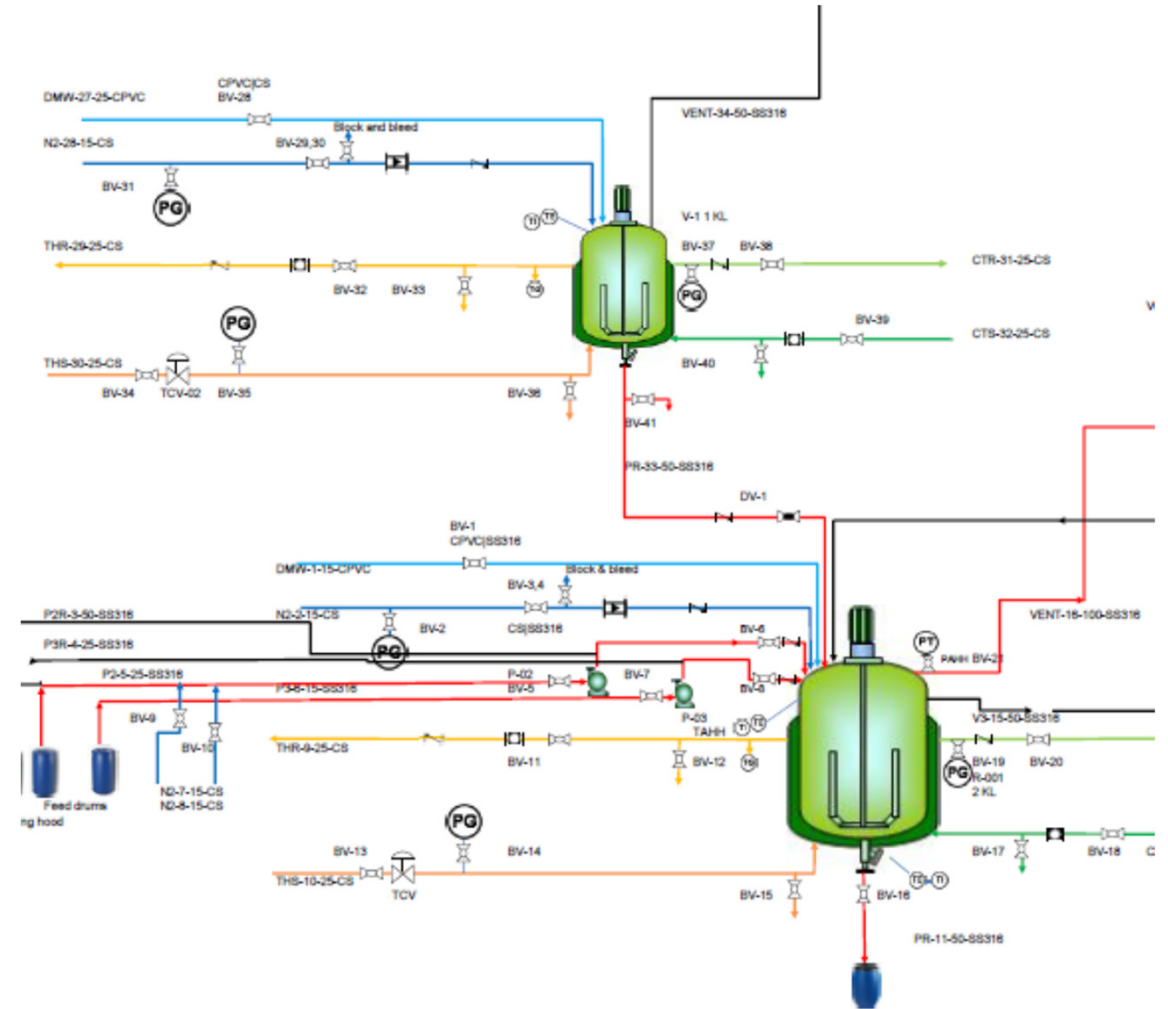 CPVC|CS
DMW-27-25-CPVC
BV-28
VENT-34-50-SS316
Block and bleed
N2-28-15-CS
BV-29,30
BV-31
PG
TI
V-1 1 KL
THR-29-25-CS
BV-37
BV-38
CTR-31-25-CS
BV-32
BV-33
PG
PG
BV-39
CTS-32-25-CS
THS-30-25-CS
BV-40
BV-34
TCV-02
BV-35
BV-36
BV-41
PR-33-50-SS316
DV-1
BV-1
CPVC|SS316
DMW-1-15-CPVC
Block & bleed
BV-3,4
P2R-3-50-SS316
N2-2-15-CS
BV-2
CS|SS316
BV-6
VENT-16-100-SS316
PT
P3R-4-25-SS316
PG
BV-7
PAHH
BV-21
P2-5-25-SS316
P3-6-15-SS316
P-02
BV-5
BV-8
BV-9
P-03
V3-15-50-SS316
TI
BV-10
TAHH
THR-9-25-CS
BV-11
BV-12
BV-19
BV-20
PG
R-001
2 KL
N2-7-15-CS
N2-8-15-CS
Feed drums
ng hood
PG
BV-13
BV-14
BV-17
BV-18
C
THS-10-25-CS
TCV
BV-15
BV-16
TI
PR-11-50-SS316